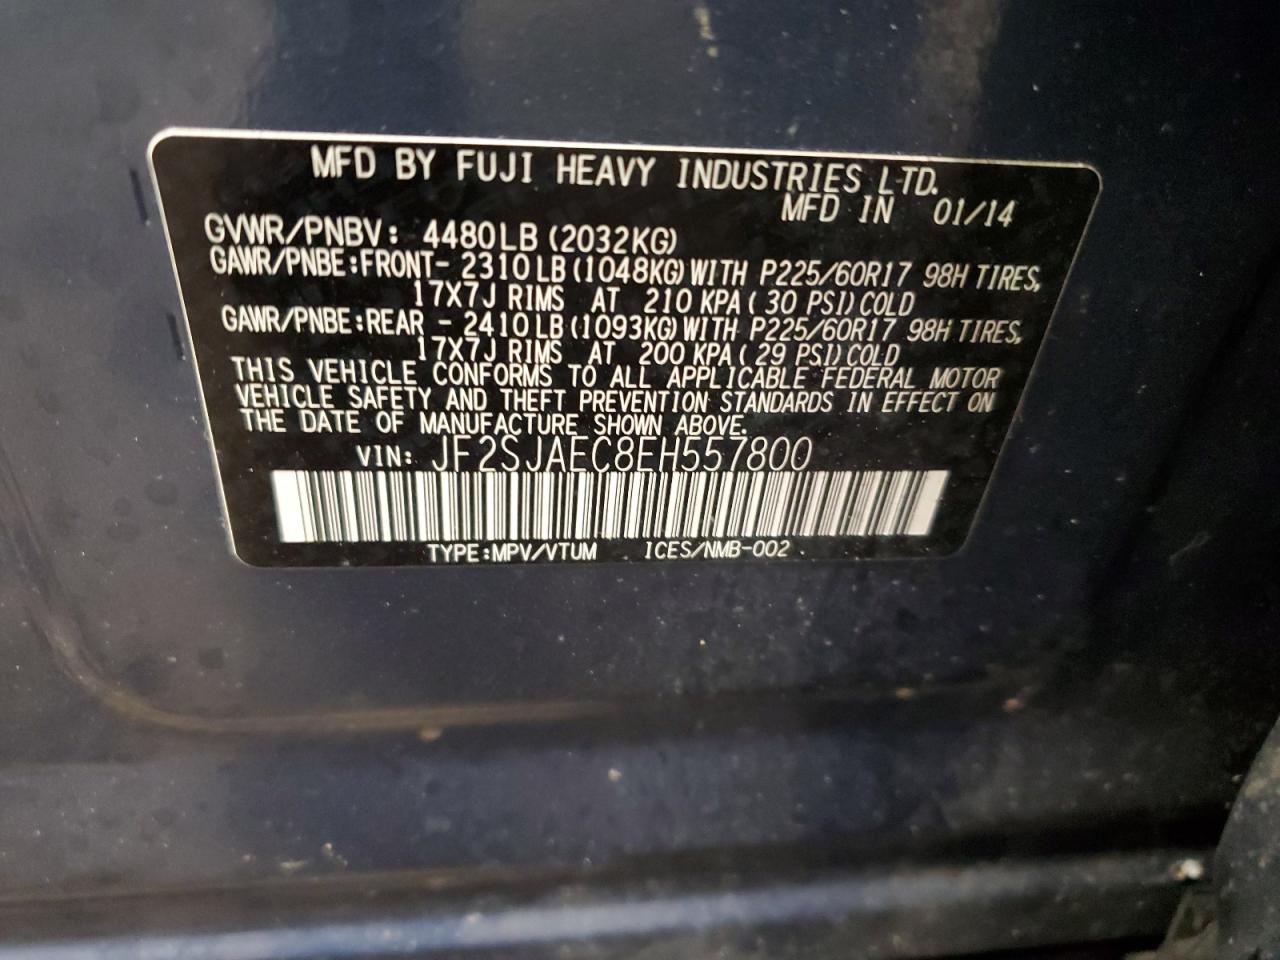 MFD BY FUJI HEAVY INDUSTRIES LTD.
MFD IN 01/14
GVWR/PNBV: 4480LB (2032KG)
GAWR/PNBE:FRONT- 2310LB(1048KG)WITH P225/60R17 98H TIRES,
17X7J RIMS AT 210 KPA(30 PSI)COLD
GAWR/PNBE:REAR - 2410LB(1093KG)WITH P225/60R17 98H TIRES,
17X7J RIMS AT 200 KPA(29 PSI)COLD
THIS VEHICLE CONFORMS TO ALL APPLICABLE FEDERAL MOTOR
VEHICLE SAFETY AND THEFT PREVENTION STANDARDS IN EFFECT ON
THE DATE OF MANUFACTURE SHOWN ABOVE.
VIN: JF2SJAEC8EH557800
TYPE:MPV/VTUM ICES/NMB-002